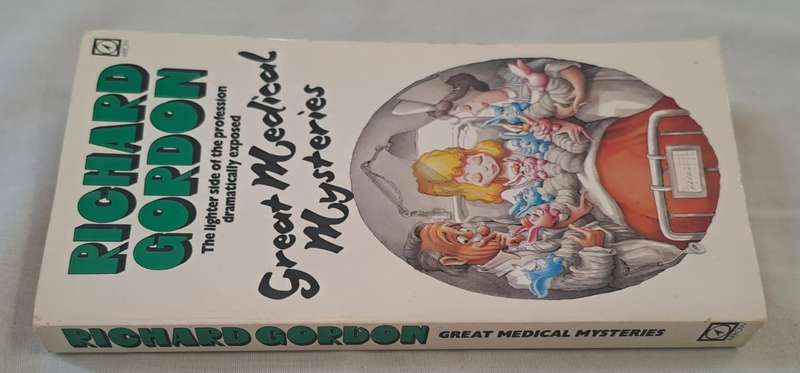 RICHARD
GORDON
The lighter side of the profession
dramatically exposed
Great Medical
Mysteries
RICHARD GORDON GREAT MEDICAL MYSTERIES